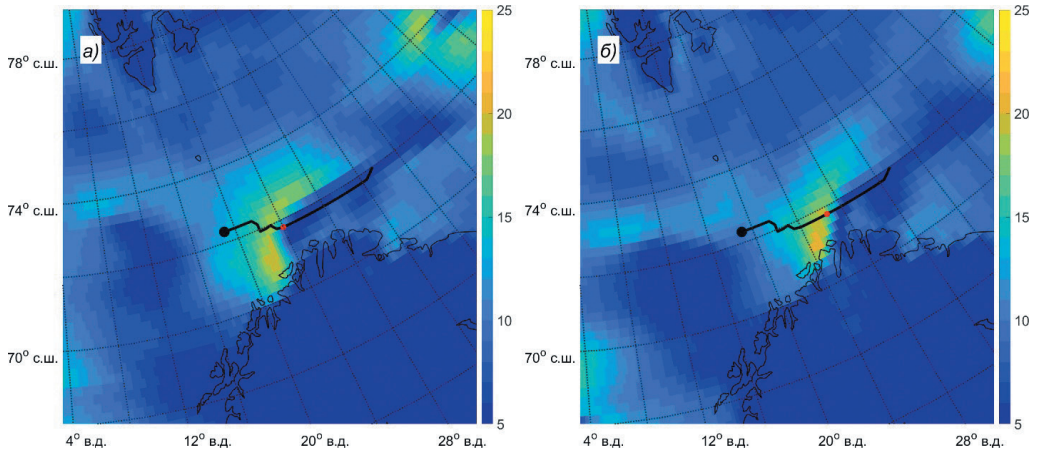 а)
78° с.ш.
74° с.ш.
70° с.ш.
4° в.д.
12° в.д.
20° в.д.
28° в.д.
25
20
15
10
5
б)
78° с.ш.
74° с.ш.
70° с.ш.
4° в.д.
12° в.д.
20° в.д.
28° в.д.
25
20
15
10
5